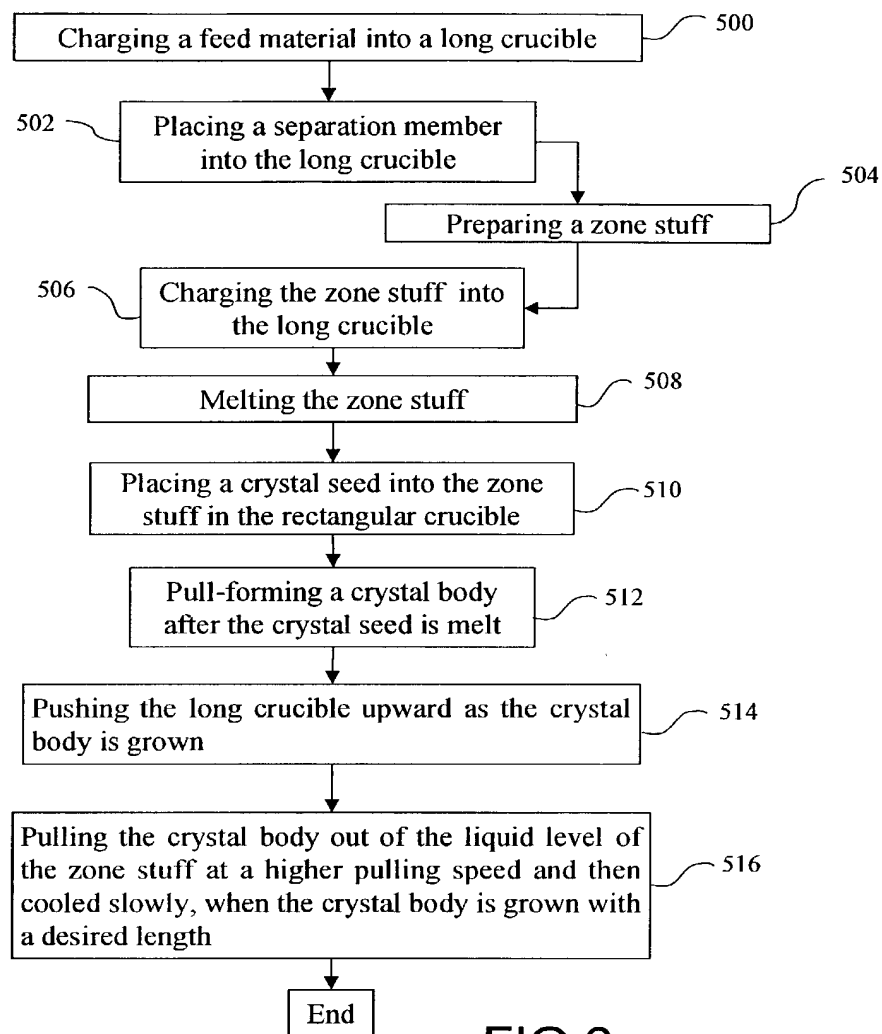 Charging a feed material into a long crucible
500
502
Placing a separation member
into the long crucible
504
Preparing a zone stuff
506
Charging the zone stuff into
the long crucible
Melting the zone stuff
508
Placing a crystal seed into the zone
stuff in the rectangular crucible
510
Pull-forming a crystal body
after the crystal seed is melt
512
Pushing the long crucible upward as the crystal
body is grown
514
Pulling the crystal body out of the liquid level of
the zone stuff at a higher pulling speed and then
cooled slowly, when the crystal body is grown with
a desired length
516
End